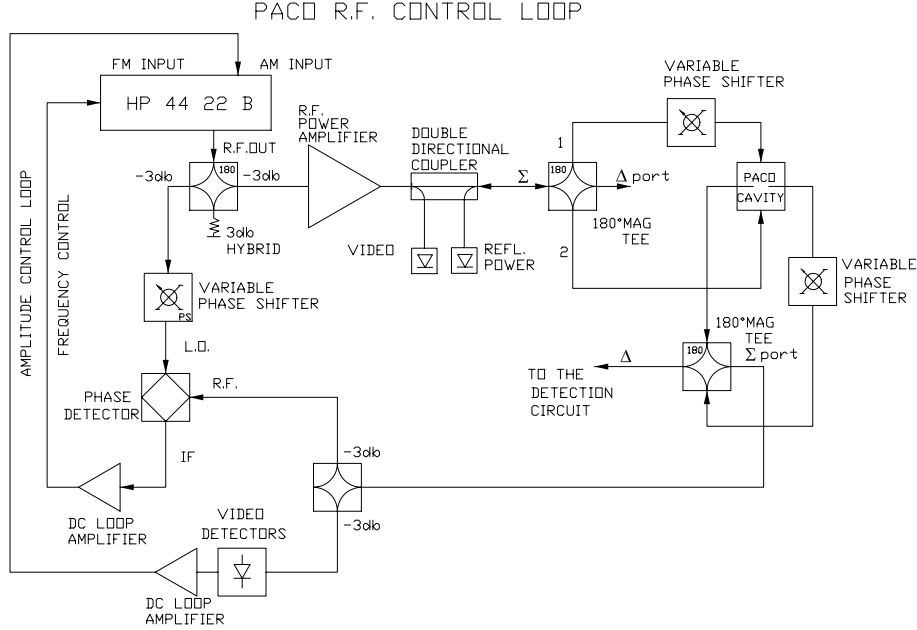 PACO R.F. CONTROL LOOP
FM INPUT
AM INPUT
HP 44 22 B
R.F.OUT
-3db
180
-3db
3db
HYBRID
R.F.
POWER
AMPLIFIER
DOUBLE
DIRECTIONAL
COUPLER
VIDEO
REFL.
POWER
Σ
1
180
Δ port
180°MAG
TEE
2
VARIABLE
PHASE SHIFTER
PACO
CAVITY
VARIABLE
PHASE
SHIFTER
180°MAG
TEE
Σ port
180
Δ
TO THE
DETECTION
CIRCUIT
AMPLITUDE CONTROL LOOP
FREQUENCY CONTROL
VARIABLE
PHASE SHIFTER
PS
L.O.
PHASE
DETECTOR
R.F.
IF
DC LOOP
AMPLIFIER
-3db
-3db
VIDEO
DETECTORS
DC LOOP
AMPLIFIER